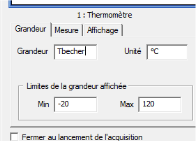 1 : Thermomètre
Grandeur Mesure Affichage
Grandeur Tbecher Unité °C
Limites de la grandeur affichée
Min -20 Max 120
Fermer au lancement de l'acquisition